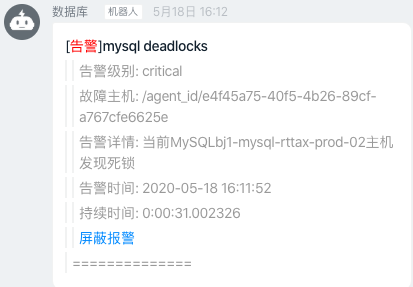 数据库 机器人 5月18日 16:12
[告警]mysql deadlocks
告警级别: critical
故障主机: /agent_id/e4f45a75-40f5-4b26-89cf-
a767cfe6625e
告警详情: 当前MySQLbj1-mysql-rttax-prod-02主机
发现死锁
告警时间: 2020-05-18 16:11:52
持续时间: 0:00:31.002326
屏蔽报警
==============